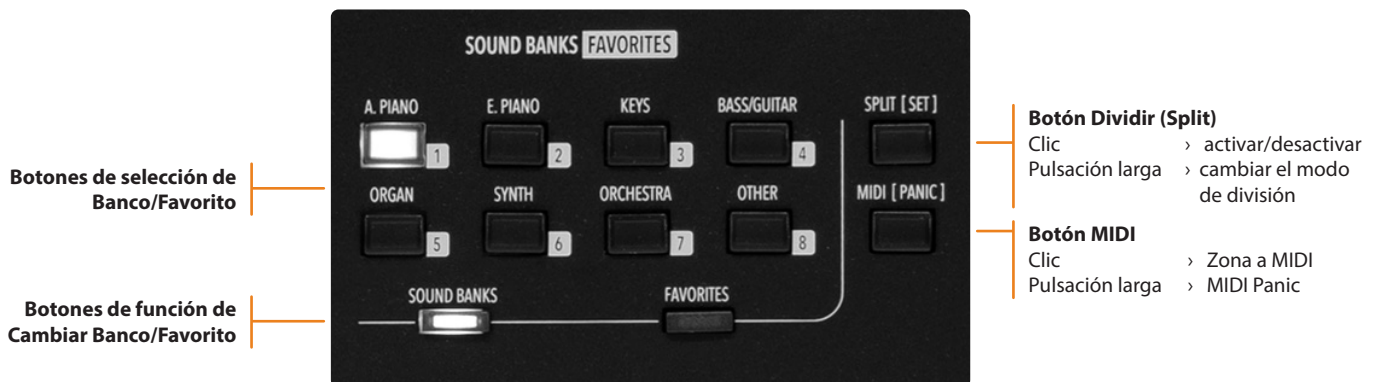 SOUND BANKS FAVORITES
A. PIANO E. PIANO KEYS BASS/GUITAR SPLIT [ SET ]
1 2 3 4
ORGAN SYNTH ORCHESTRA OTHER MIDI [ PANIC ]
5 6 7 8
SOUND BANKS FAVORITES
Botones de selección de
Banco/Favorito
Botones de función de
Cambiar Banco/Favorito
Botón Dividir (Split)
Clic › activar/desactivar
Pulsación larga › cambiar el modo
de división
Botón MIDI
Clic › Zona a MIDI
Pulsación larga › MIDI Panic